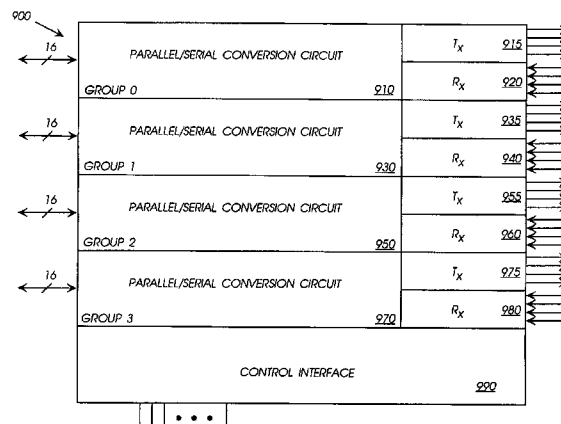 900
16
PARALLEL/SERIAL CONVERSION CIRCUIT
GROUP 0
910
TX
915
RX
920
16
PARALLEL/SERIAL CONVERSION CIRCUIT
GROUP 1
930
TX
935
RX
940
16
PARALLEL/SERIAL CONVERSION CIRCUIT
GROUP 2
950
TX
955
RX
960
16
PARALLEL/SERIAL CONVERSION CIRCUIT
GROUP 3
970
TX
975
RX
980
CONTROL INTERFACE
990